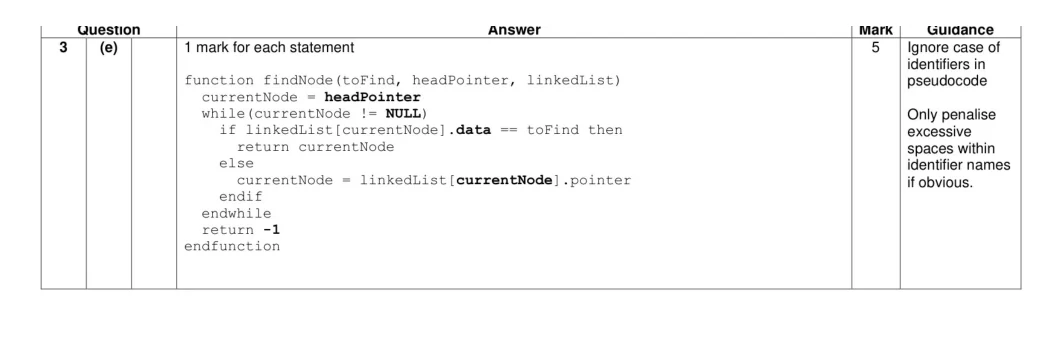 Question Answer Mark Guidance
3 (e) 1 mark for each statement 5 Ignore case of
identifiers in
pseudocode
function findNode(toFind, headPointer, linkedList)
currentNode = headPointer
while(currentNode != NULL) Only penalise
if linkedList[currentNode].data == toFind then excessive
return currentNode spaces within
else identifier names
currentNode = linkedList[currentNode].pointer if obvious.
endif
endwhile
return -1
endfunction